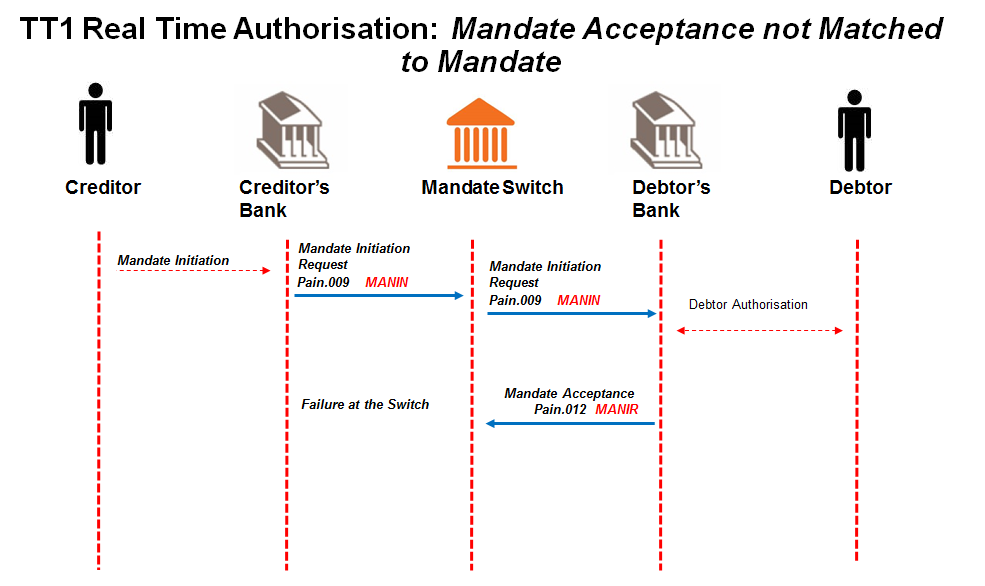 TT1 Real Time Authorisation: Mandate Acceptance not Matched
to Mandate
Creditor
Creditor's
Bank
Mandate Switch
Debtor's
Bank
Debtor
Mandate Initiation
Mandate Initiation
Request
Pain.009 MANIN
Mandate Initiation
Request
Pain.009 MANIN
Debtor Authorisation
Failure at the Switch
Mandate Acceptance
Pain.012 MANIR